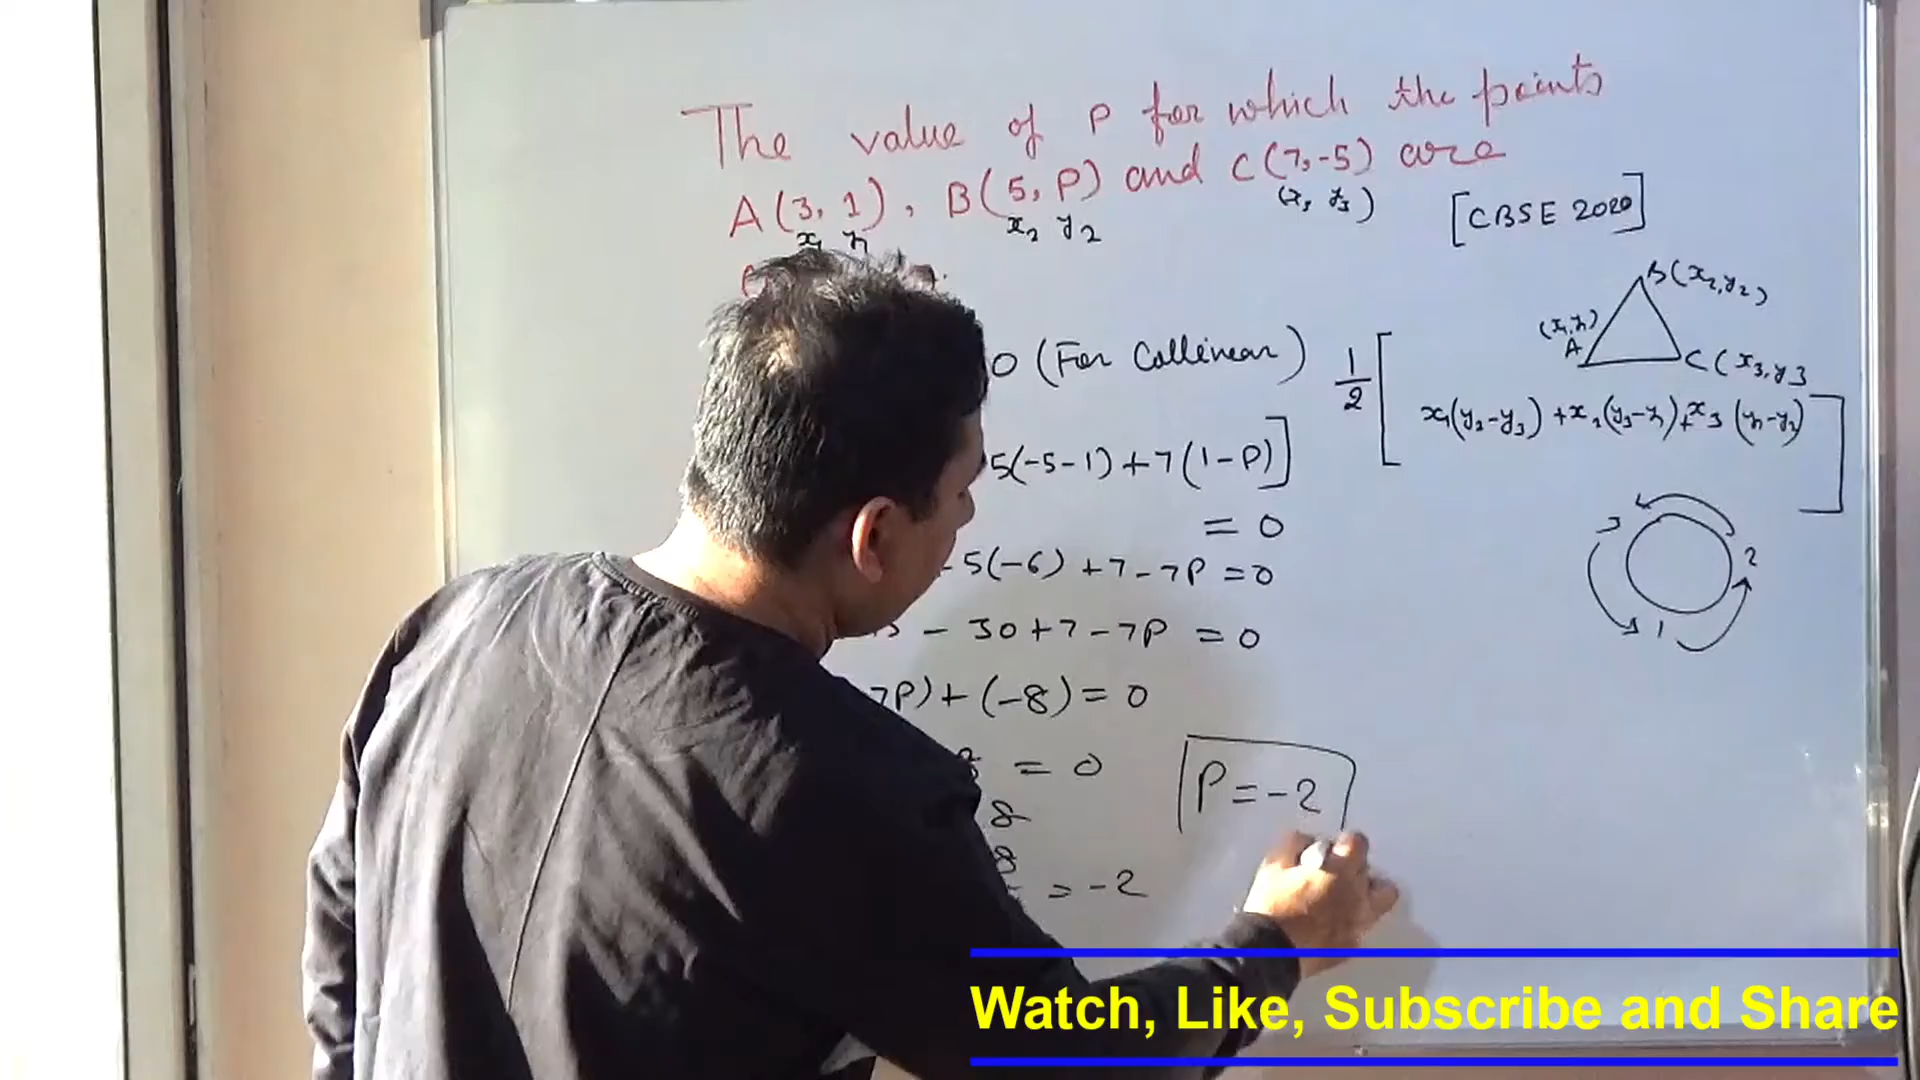 The value of P for which the points
A(3, 1), B(5, P) and C(7, -5) are
x₁ y₁ x₂ y₂ (x₃ y₃)
[CBSE 2020]
B(x₂, y₂)
(x₁, y₁)
A
C(x₃, y₃
0 (For Collinear)
1/2 [x₁(y₂-y₃)+x₂(y₃-y₁)+x₃(y₁-y₂)]
5(-5-1)+7(1-P)]
= 0
5(-6)+7-7P=0
- 30+7-7P = 0
7P)+(-8)= 0
3
2
1
= 0
8
8
= -2
P=-2
Watch, Like, Subscribe and Share